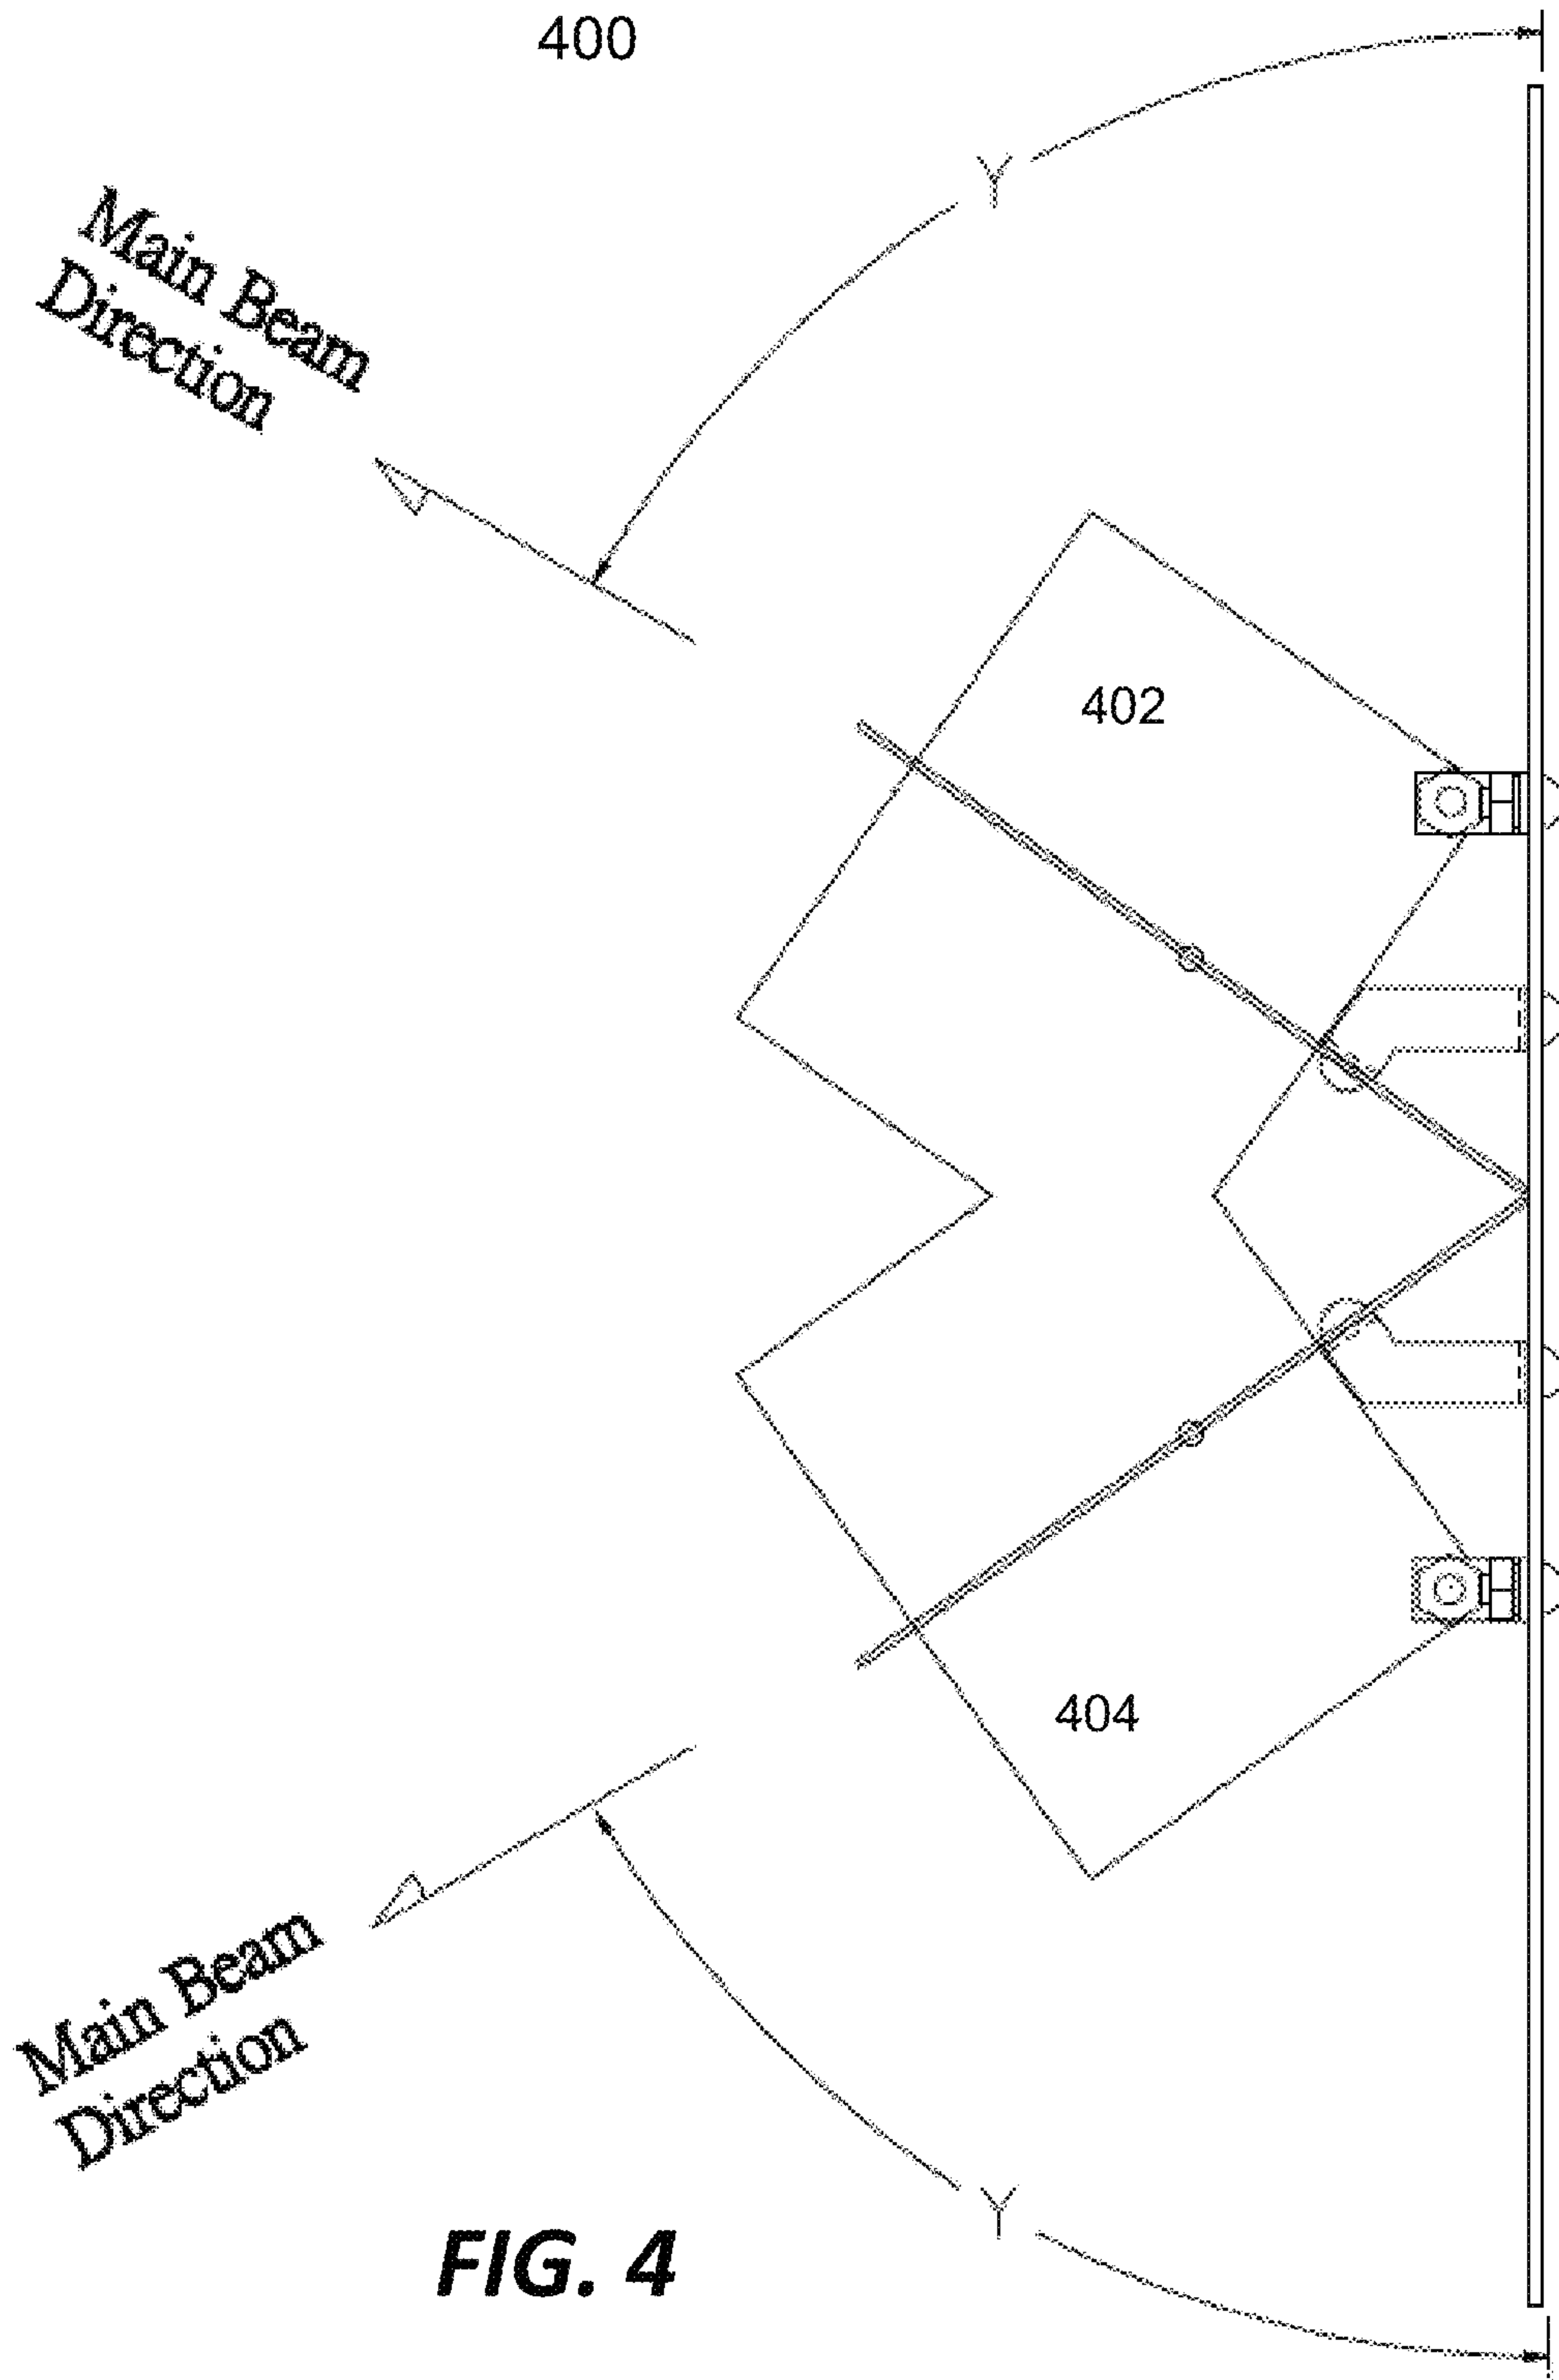 400
Y
Main Beam
Direction
402
404
Main Beam
Direction
Y
FIG. 4